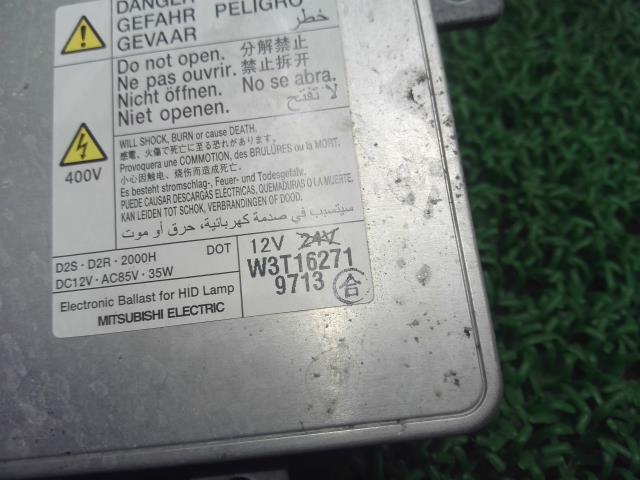 DANGER
GEFAHR PELIGRO
GEVAAR خطر
Do not open. 分解禁止
Ne pas ouvrir. 禁止拆开
Nicht öffnen. No se abra.
Niet openen. لا تفتح
400V
WILL SHOCK, BURN or cause DEATH.
感電、火傷で死亡に至る恐れがあります。
Provoquera une COMMOTION, des BRULURES ou la MORT.
小心因触电、烧伤而造成死亡。
Es besteht stromschlag-, Feuer- und Todesgefahr.
PUEDE CAUSAR DESCARGAS ELÉCTRICAS, QUEMADURAS O LA MUERTE.
KAN LEIDEN TOT SCHOK, VERBRANDINGEN OF DOOD.
سيتسبب في صدمة كهربائية، حرق أو موت
D2S · D2R · 2000H DOT 12V 24V
DC12V · AC85V · 35W W3T16271
9713 合
Electronic Ballast for HID Lamp
MITSUBISHI ELECTRIC